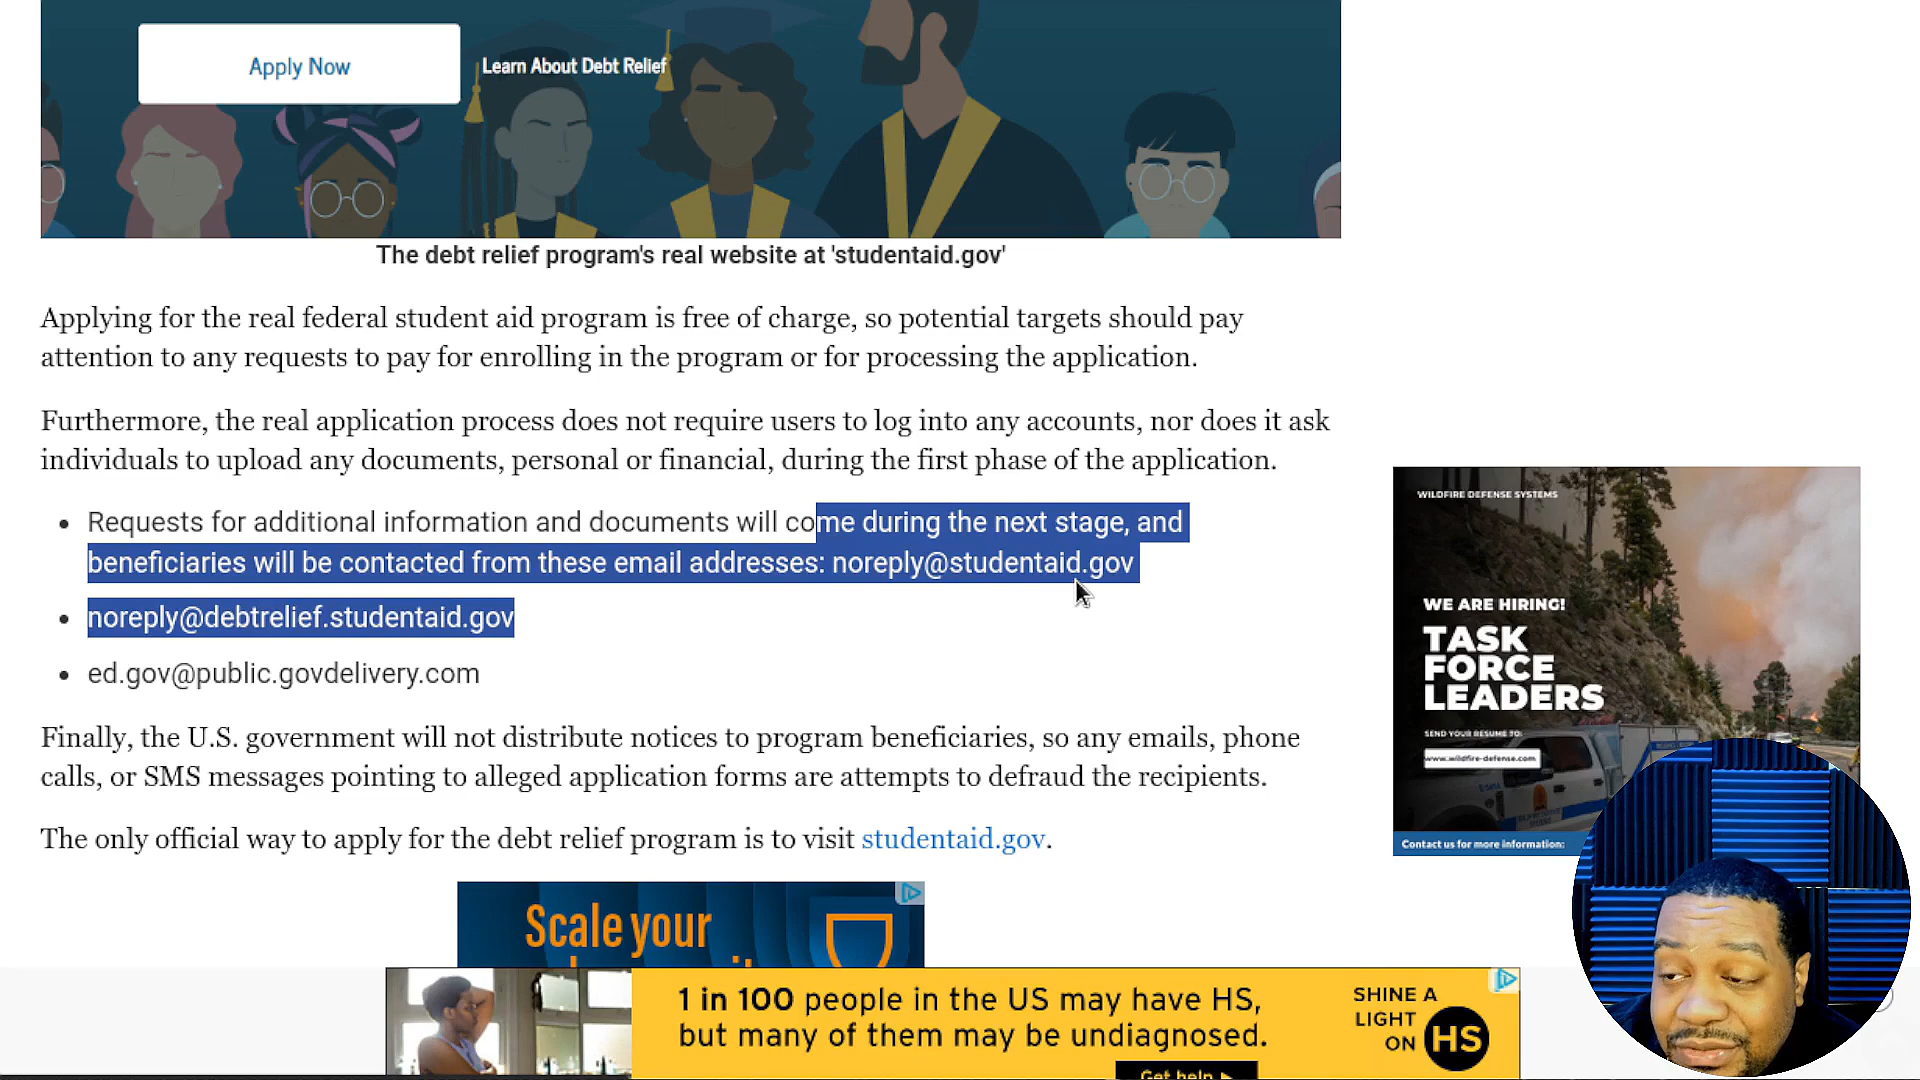 Apply Now
Learn About Debt Relief
The debt relief program's real website at 'studentaid.gov'
Applying for the real federal student aid program is free of charge, so potential targets should pay
attention to any requests to pay for enrolling in the program or for processing the application.
Furthermore, the real application process does not require users to log into any accounts, nor does it ask
individuals to upload any documents, personal or financial, during the first phase of the application.
Requests for additional information and documents will come during the next stage, and
beneficiaries will be contacted from these email addresses: noreply@studentaid.gov
noreply@debtrelief.studentaid.gov
ed.gov@public.govdelivery.com
Finally, the U.S. government will not distribute notices to program beneficiaries, so any emails, phone
calls, or SMS messages pointing to alleged application forms are attempts to defraud the recipients.
The only official way to apply for the debt relief program is to visit studentaid.gov.
WILDFIRE DEFENSE SYSTEMS
WE ARE HIRING!
TASK
FORCE
LEADERS
SEND YOUR RESUME TO:
www.wildfire-defense.com
Contact us for more information:
Scale your
1 in 100 people in the US may have HS,
but many of them may be undiagnosed.
Get help
SHINE A
LIGHT
ON HS